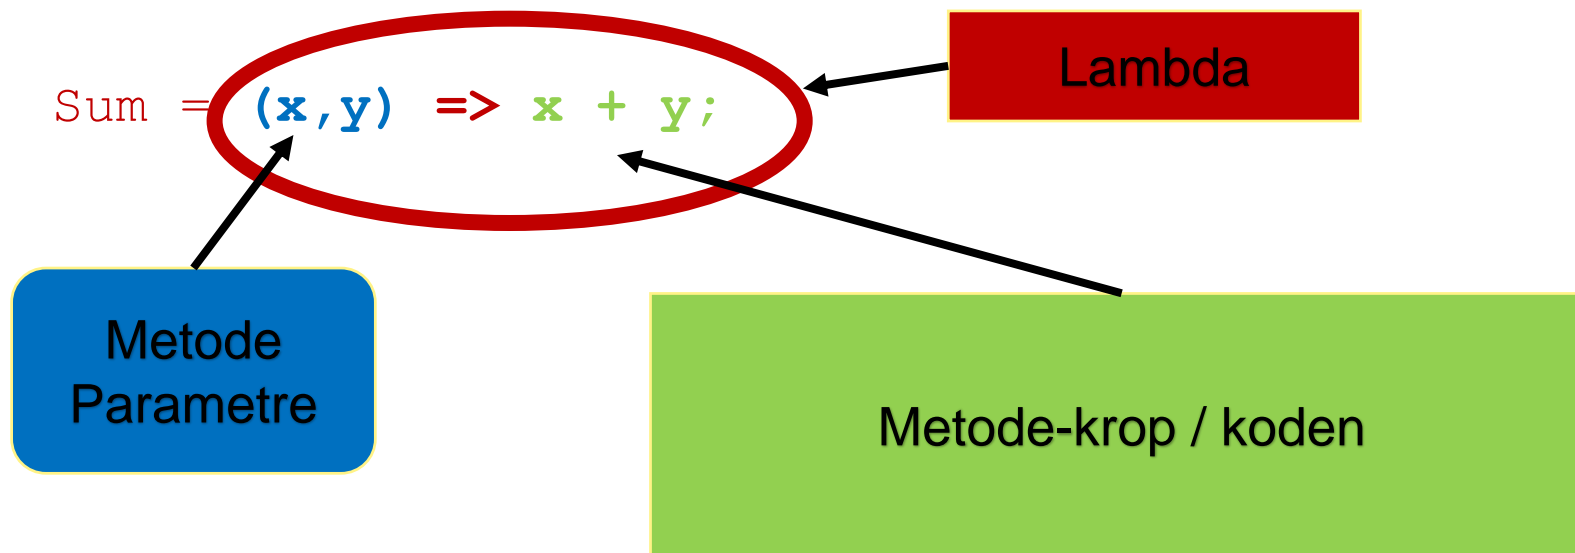 Lambda
Sum = (x,y) => x + y;
Metode
Parametre
Metode-krop / koden